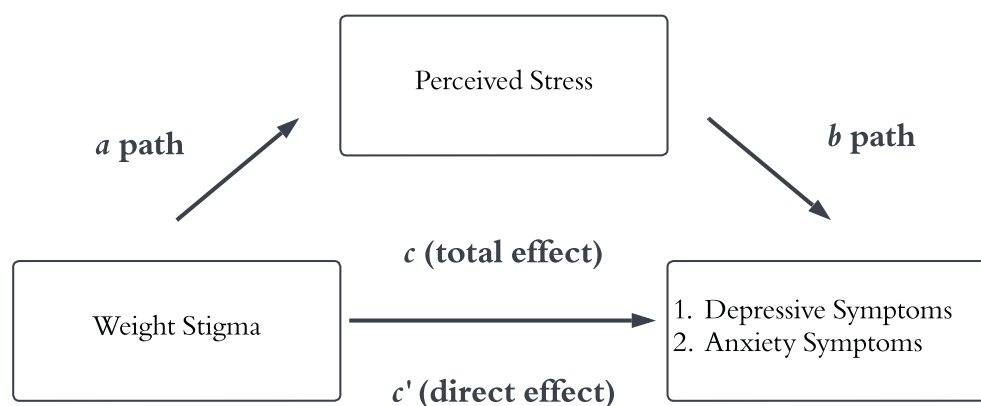 Perceived Stress
a path
b path
c (total effect)
Weight Stigma
1. Depressive Symptoms
2. Anxiety Symptoms
c' (direct effect)